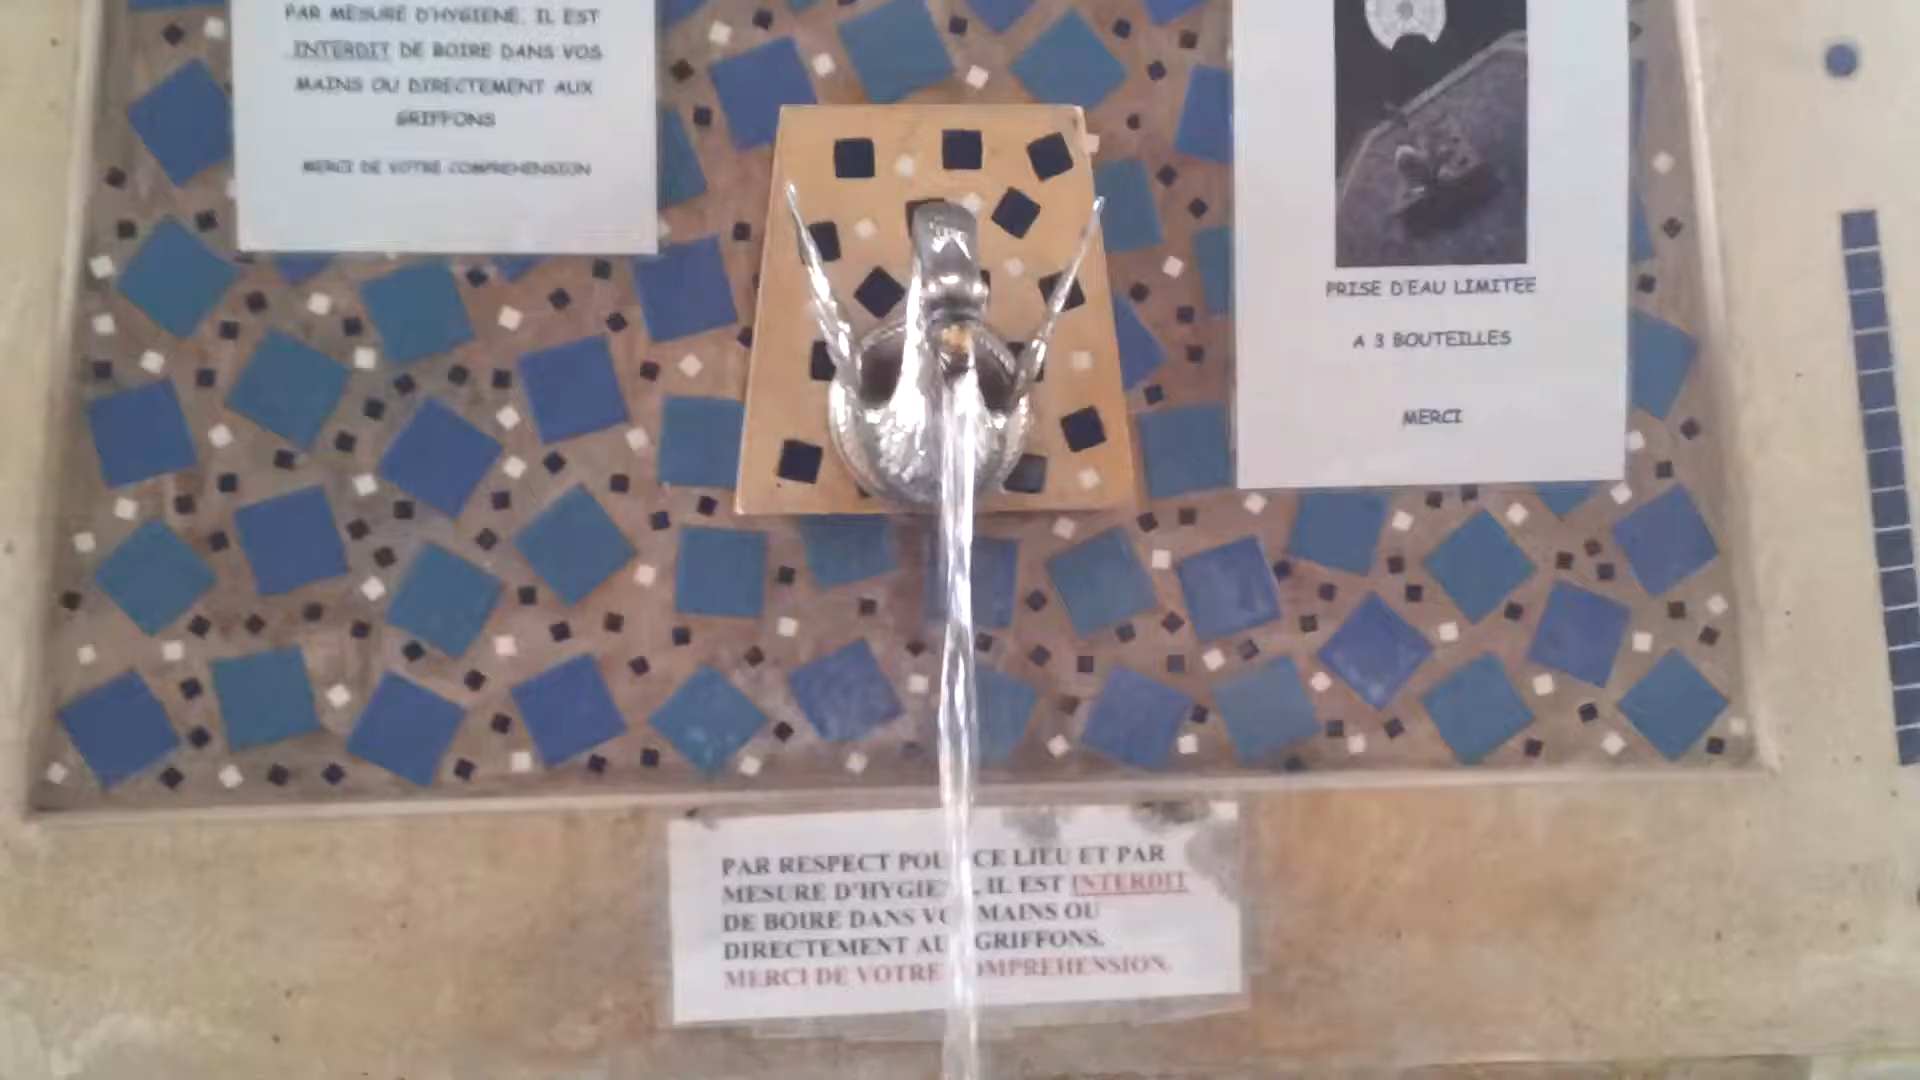 PAR MESURE D'HYGIENE, IL EST
INTERDIT DE BOIRE DANS VOS
MAINS OU DIRECTEMENT AUX
GRIFFONS
MERCI DE VOTRE COMPREHENSION
PRISE D'EAU LIMITEE
A 3 BOUTEILLES
MERCI
PAR RESPECT POU CE LIEU ET PAR
MESURE D'HYGIE , IL EST INTERDIT
DE BOIRE DANS VO MAINS OU
DIRECTEMENT AU GRIFFONS.
MERCI DE VOTRE OMPREHENSION.